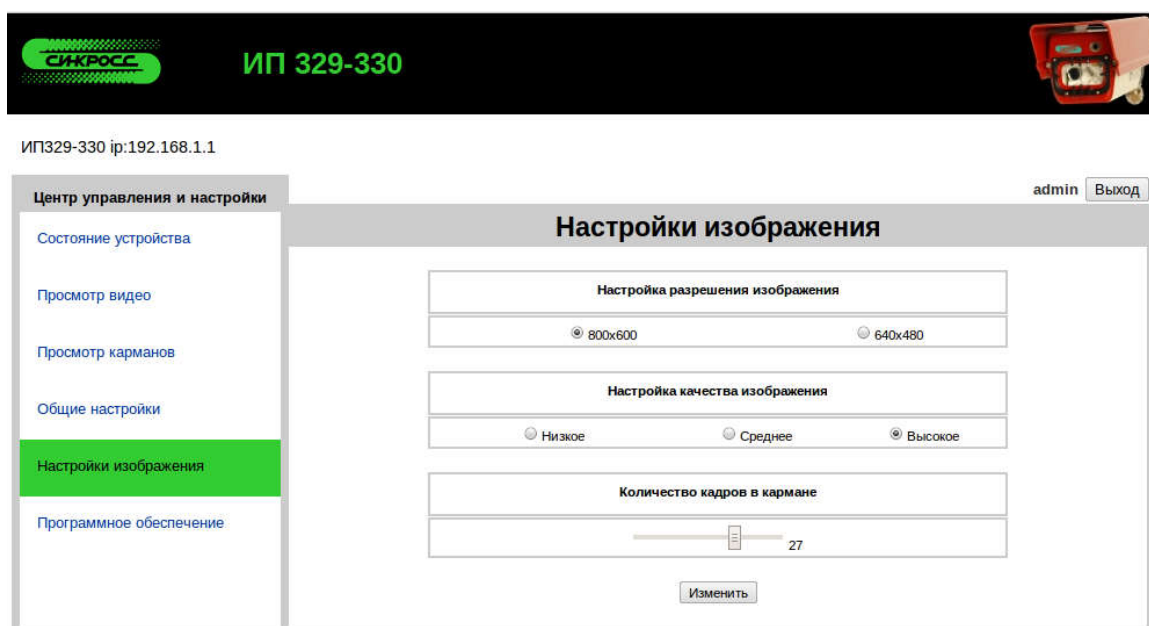 СИНКРОСС
ИП 329-330
ИП329-330 ip:192.168.1.1
Центр управления и настройки
admin Выход
Состояние устройства
Просмотр видео
Просмотр карманов
Общие настройки
Настройки изображения
Программное обеспечение
Настройки изображения
Настройка разрешения изображения
800x600 640x480
Настройка качества изображения
Низкое Среднее Высокое
Количество кадров в кармане
27
Изменить